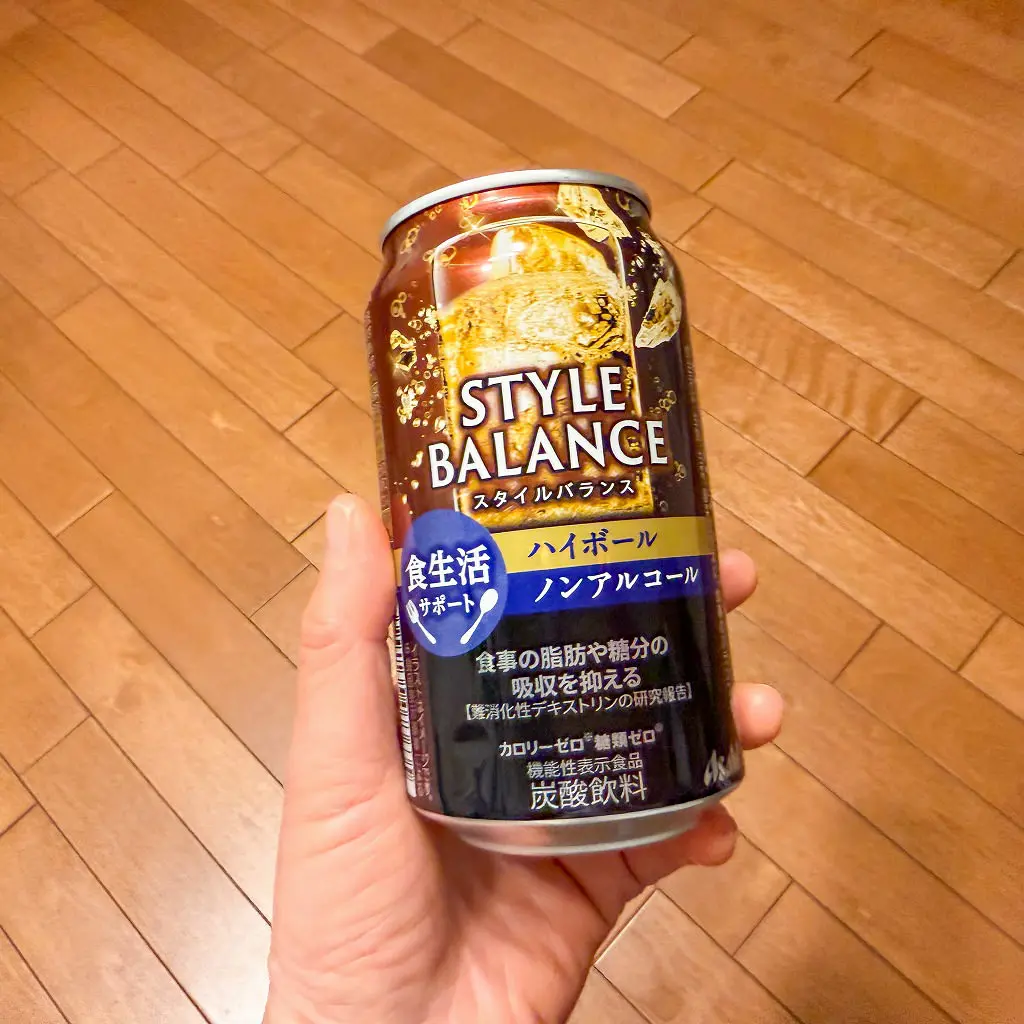 STYLE
BALANCE
スタイルバランス
ハイボール
ノンアルコール
食生活
サポート
食事の脂肪や糖分の
吸収を抑える
【難消化性デキストリンの研究報告】
カロリーゼロ※糖類ゼロ※
機能性表示食品
炭酸飲料